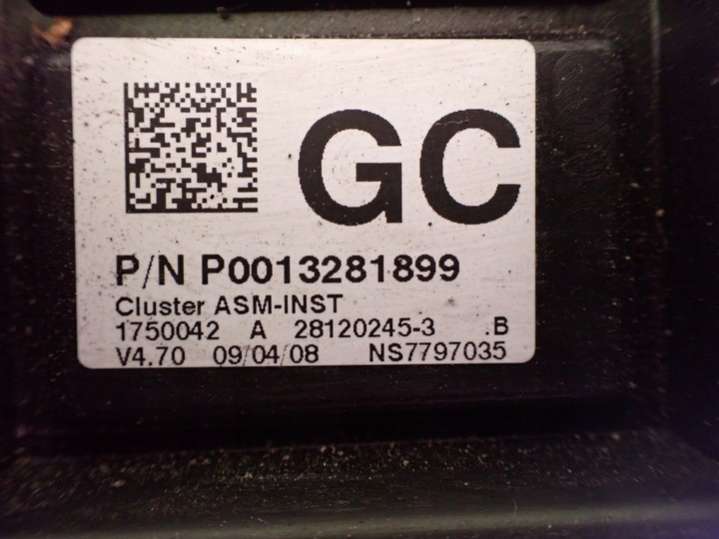 GC
P/N P0013281899
Cluster ASM-INST
1750042 A 28120245-3 .B
V4.70 09/04/08 NS7797035